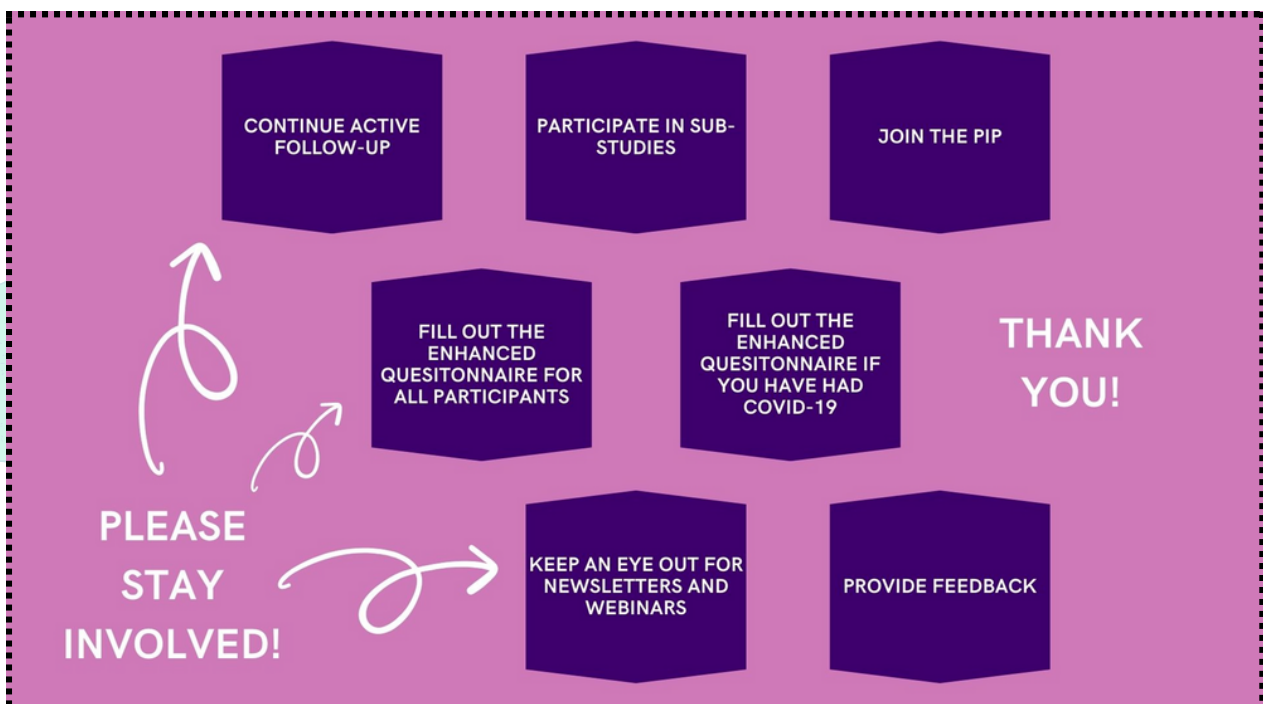 CONTINUE ACTIVE
FOLLOW-UP
PARTICIPATE IN SUB-
STUDIES
JOIN THE PIP
FILL OUT THE
ENHANCED
QUESITONNAIRE FOR
ALL PARTICIPANTS
FILL OUT THE
ENHANCED
QUESITONNAIRE IF
YOU HAVE HAD
COVID-19
THANK
YOU!
PLEASE
STAY
INVOLVED!
KEEP AN EYE OUT FOR
NEWSLETTERS AND
WEBINARS
PROVIDE FEEDBACK